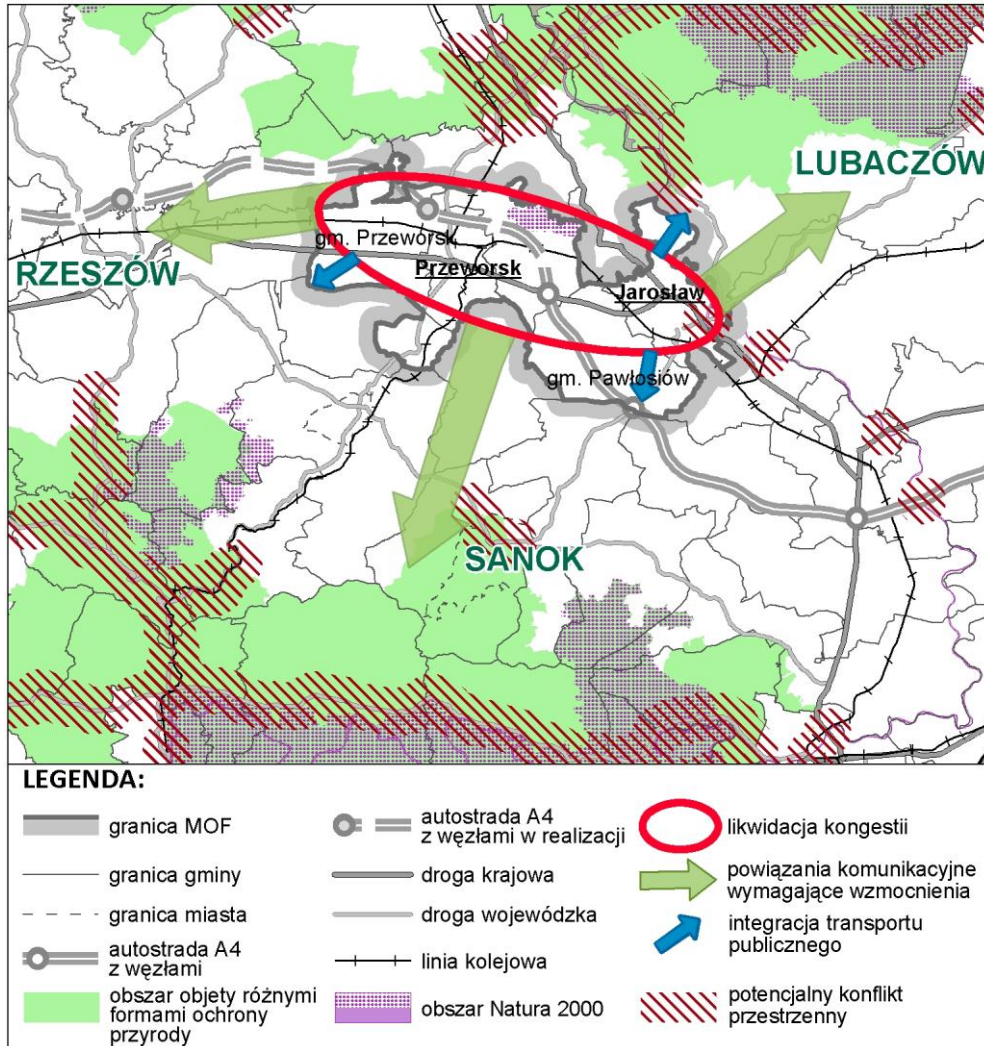 LUBACZÓW
gm. Przeworsk
Przeworsk
RZESZÓW
Jarosław
gm. Pawłosiów
SANOK
LEGENDA:
granica MOF
granica gminy
granica miasta
autostrada A4
z węzłami
obszar objęty różnymi
formami ochrony
przyrody
autostrada A4
z węzłami w realizacji
droga krajowa
droga wojewódzka
linia kolejowa
obszar Natura 2000
likwidacja kongestii
powiązania komunikacyjne
wymagające wzmocnienia
integracja transportu
publicznego
potencjalny konflikt
przestrzenny